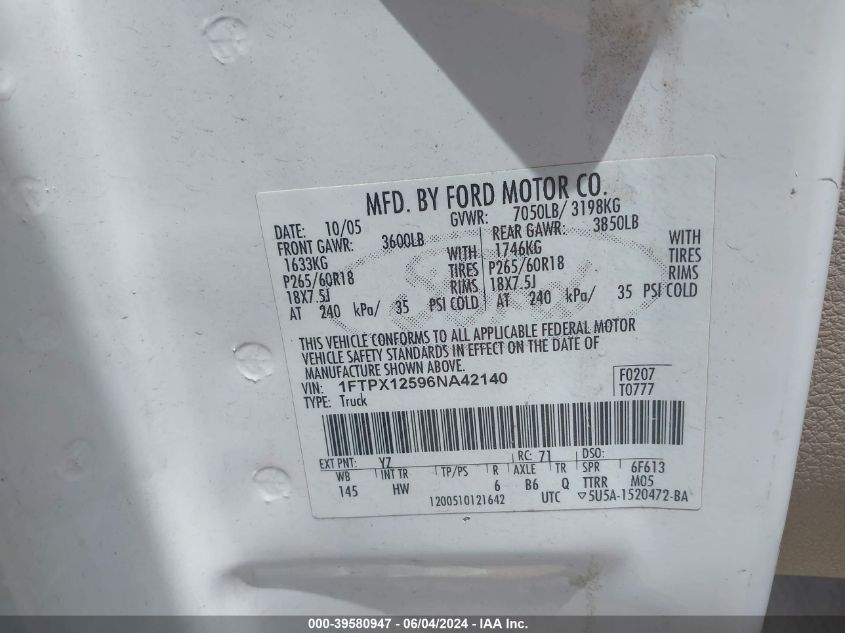 MFD. BY FORD MOTOR CO.
DATE: 10/05 GVWR: 7050LB/ 3198KG
FRONT GAWR: 3600LB REAR GAWR: 3850LB
1633KG WITH 1746KG WITH
P265/60R18 TIRES P265/60R18 TIRES
18X7.5J RIMS 18X7.5J RIMS
AT 240 kPa/ 35 PSI COLD AT 240 kPa/ 35 PSI COLD
THIS VEHICLE CONFORMS TO ALL APPLICABLE FEDERAL MOTOR
VEHICLE SAFETY STANDARDS IN EFFECT ON THE DATE OF
MANUFACTURE SHOWN ABOVE.
VIN: 1FTPX12596NA42140 F0207
TYPE: Truck T0777
EXT PNT: YZ RC: 71 DSO:
WB INT TR TP/PS R AXLE TR SPR 6F613
145 HW 6 B6 Q TTRR M05
1200510121642 UTC ▽5U5A-1520472-BA
000-39580947 - 06/04/2024 - IAA Inc.